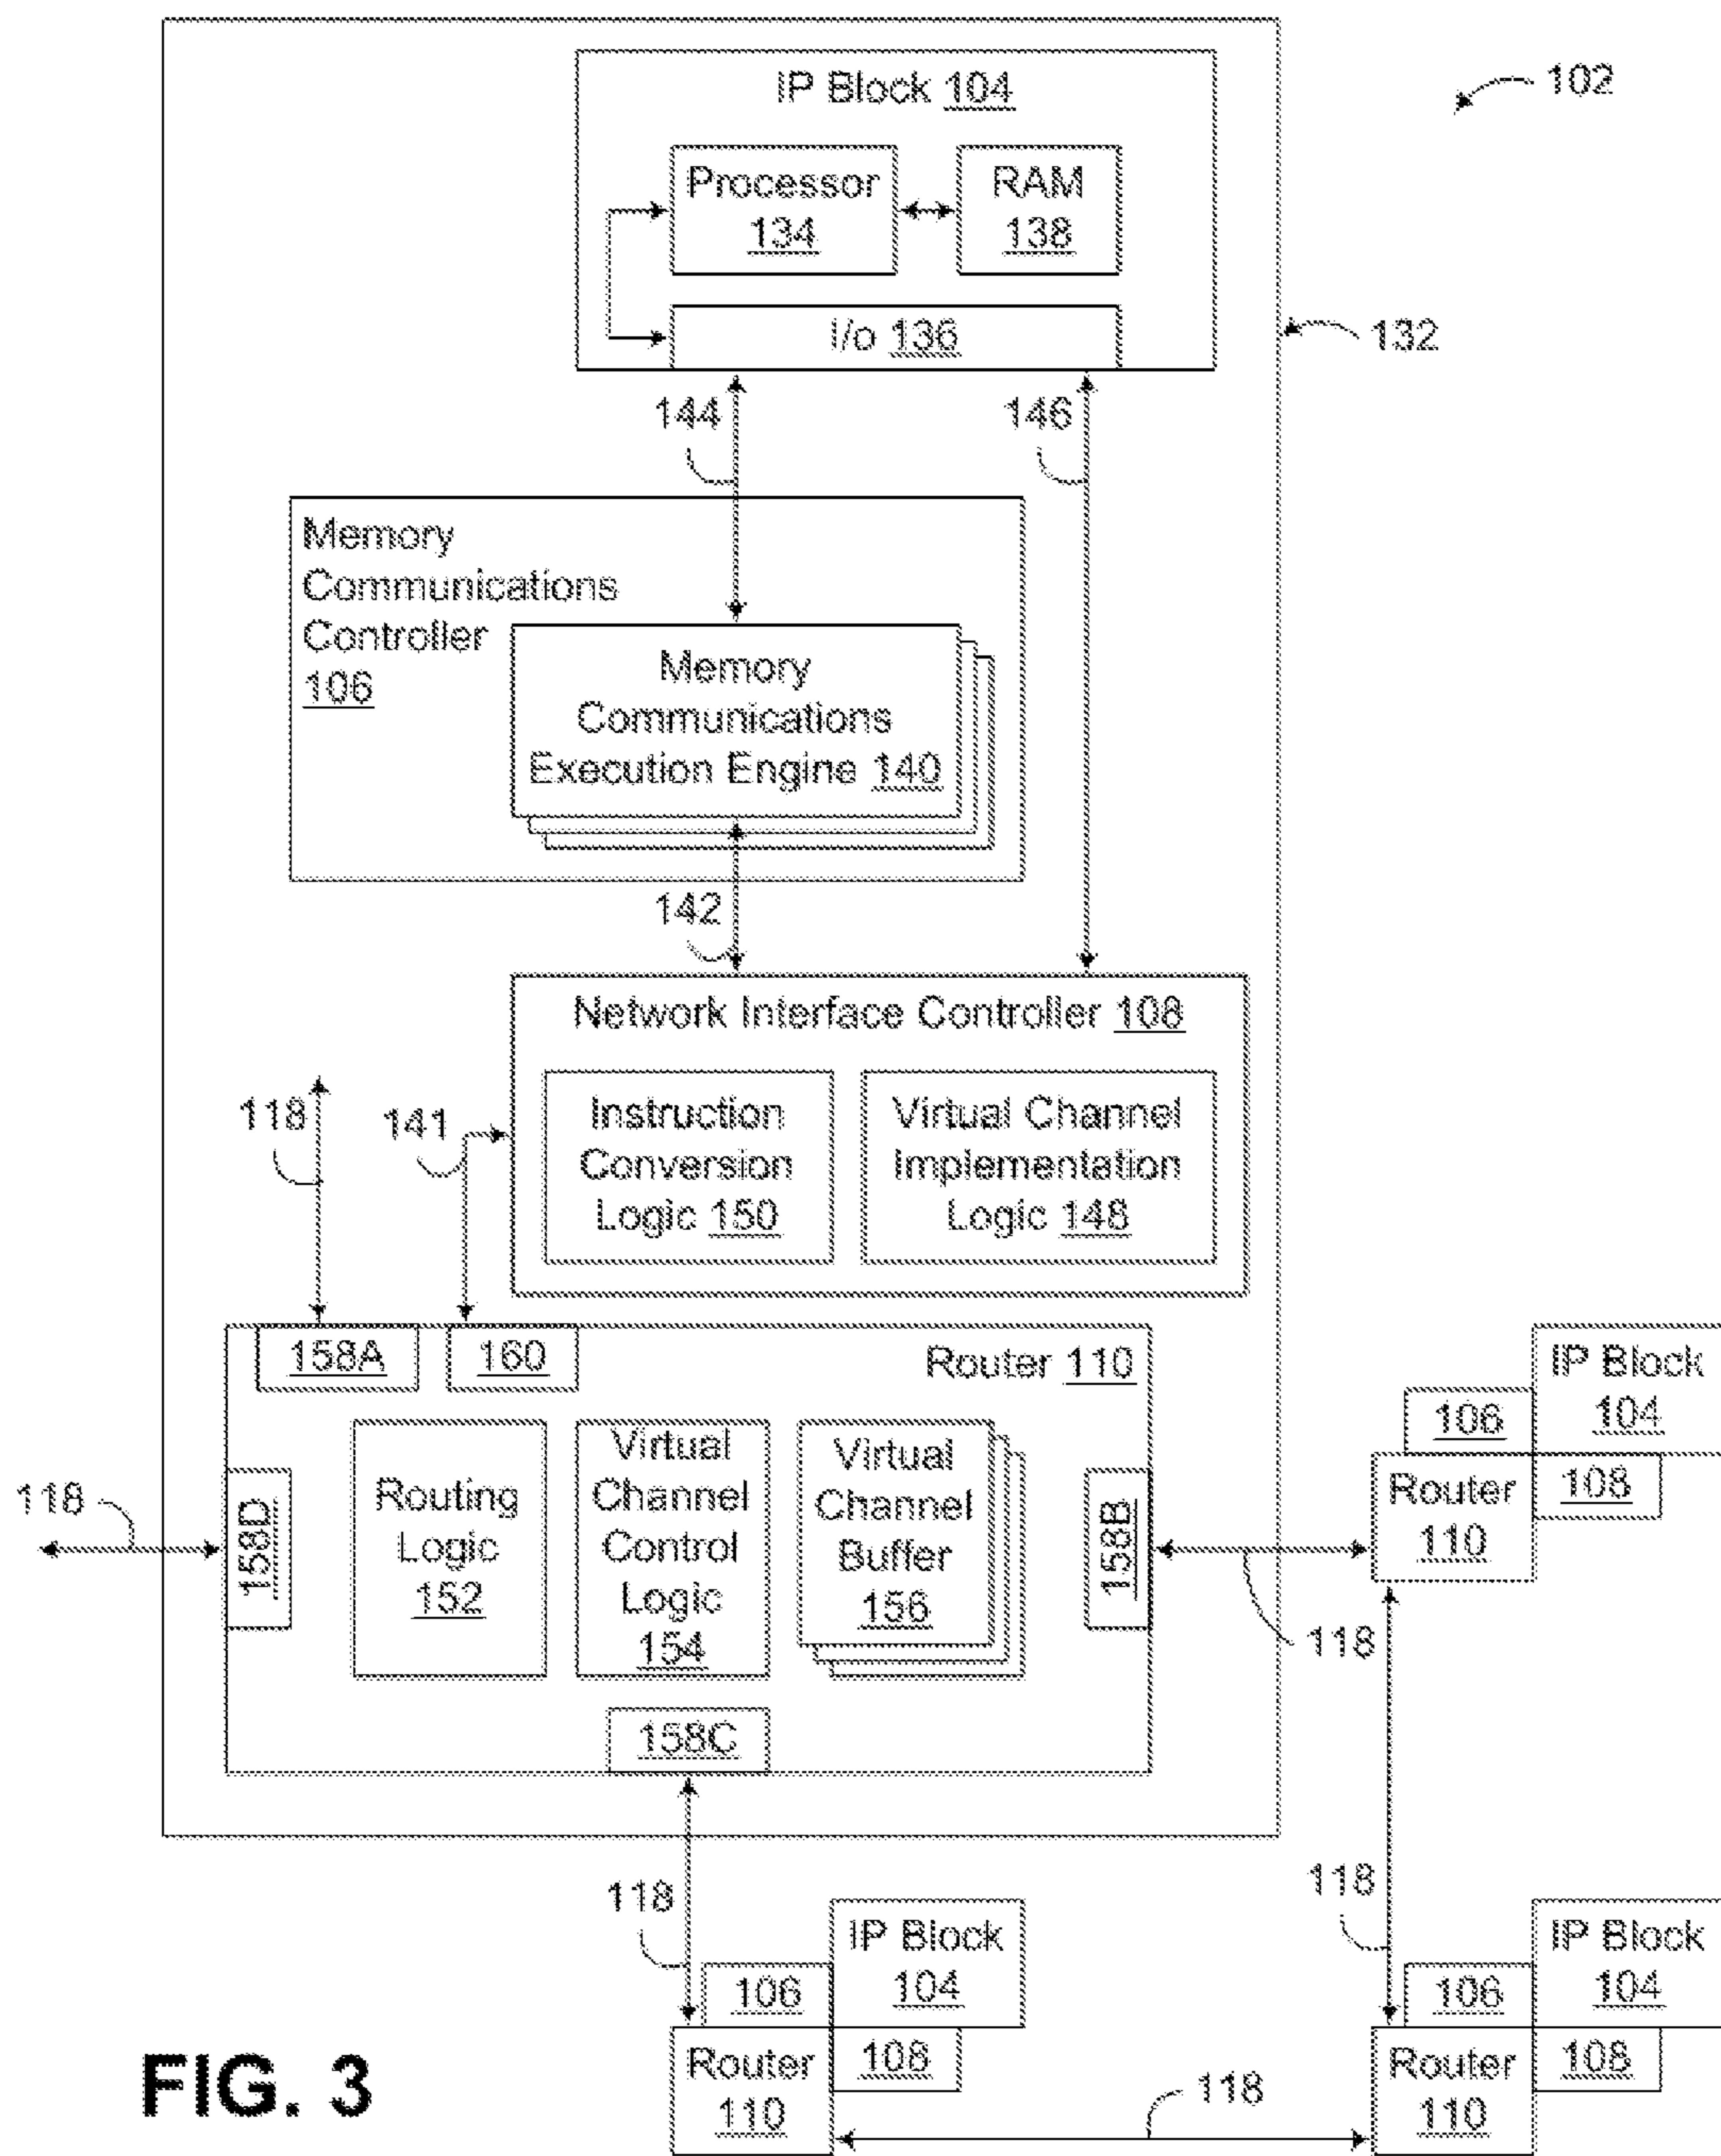 IP Block 104
102
Processor
134
RAM
138
I/o 136
132
144
146
Memory
Communications
Controller
106
Memory
Communications
Execution Engine 140
142
Network Interface Controller 108
118
141
Instruction
Conversion
Logic 150
Virtual Channel
Implementation
Logic 148
158A
160
Router 110
IP Block
104
106
108
Router
110
118
158D
Routing
Logic
152
Virtual
Channel
Control
Logic
154
Virtual
Channel
Buffer
156
158B
118
158C
118
118
IP Block
104
106
108
Router
110
IP Block
104
106
108
Router
110
118
FIG. 3